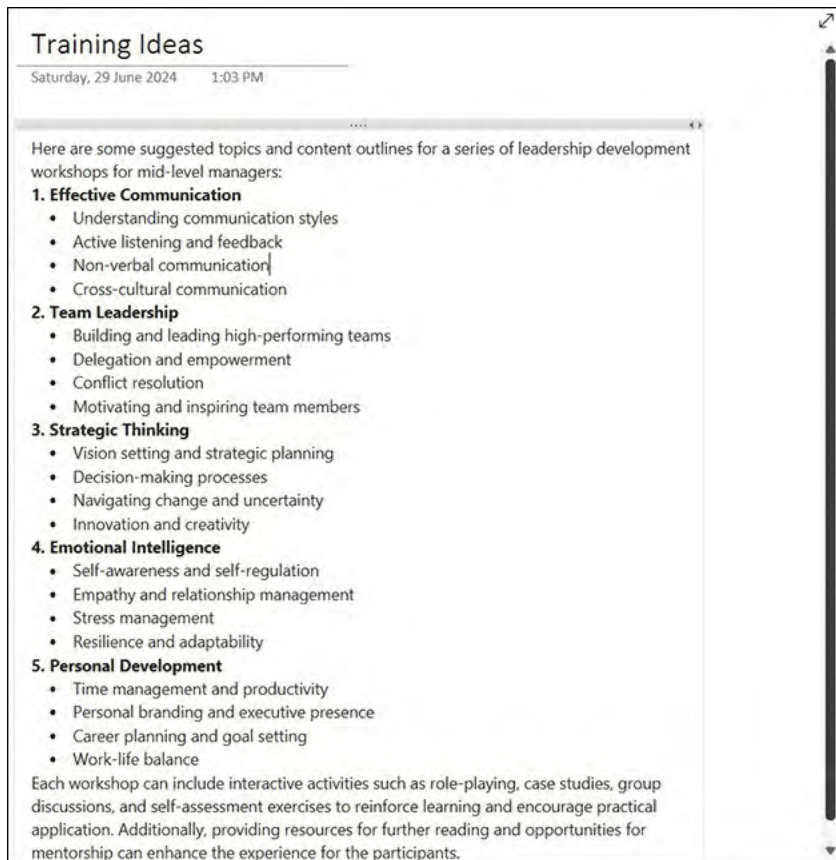 Training Ideas
Saturday, 29 June 2024 1:03 PM
Here are some suggested topics and content outlines for a series of leadership development
workshops for mid-level managers:
1. Effective Communication
• Understanding communication styles
• Active listening and feedback
• Non-verbal communication
• Cross-cultural communication
2. Team Leadership
• Building and leading high-performing teams
• Delegation and empowerment
• Conflict resolution
• Motivating and inspiring team members
3. Strategic Thinking
• Vision setting and strategic planning
• Decision-making processes
• Navigating change and uncertainty
• Innovation and creativity
4. Emotional Intelligence
• Self-awareness and self-regulation
• Empathy and relationship management
• Stress management
• Resilience and adaptability
5. Personal Development
• Time management and productivity
• Personal branding and executive presence
• Career planning and goal setting
• Work-life balance
Each workshop can include interactive activities such as role-playing, case studies, group
discussions, and self-assessment exercises to reinforce learning and encourage practical
application. Additionally, providing resources for further reading and opportunities for
mentorship can enhance the experience for the participants.